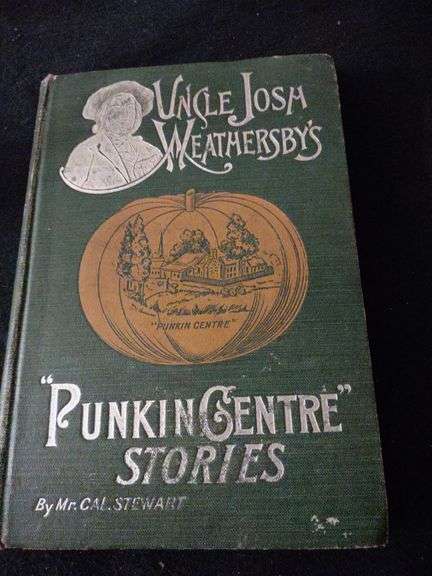 UNCLE JOSH
WEATHERSBY'S
"PUNKIN CENTRE"
"PUNKIN CENTRE"
STORIES
By Mr. CAL. STEWART